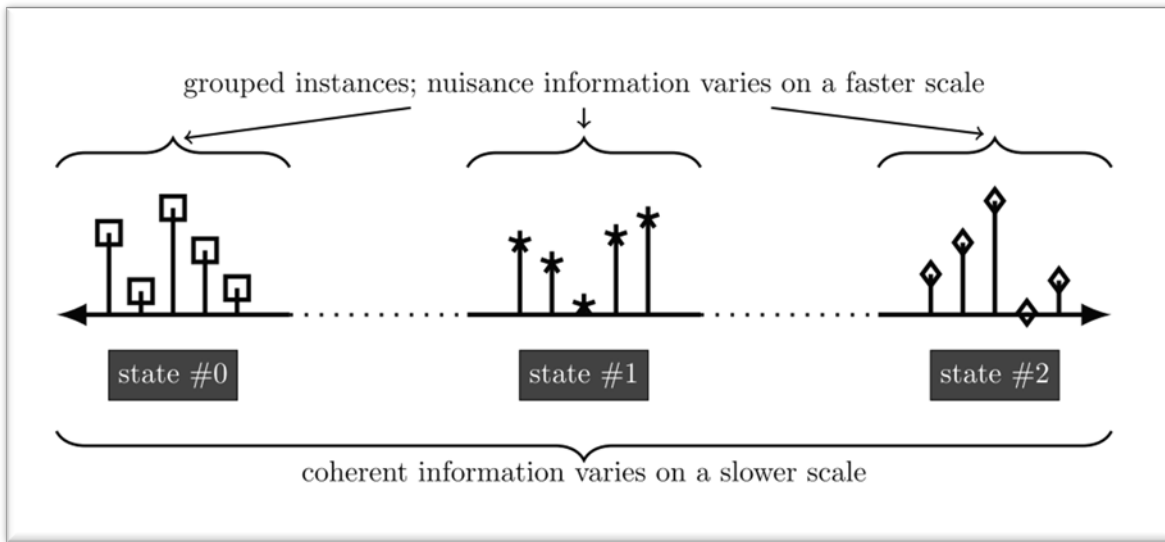 grouped instances; nuisance information varies on a faster scale
state #0
state #1
state #2
coherent information varies on a slower scale